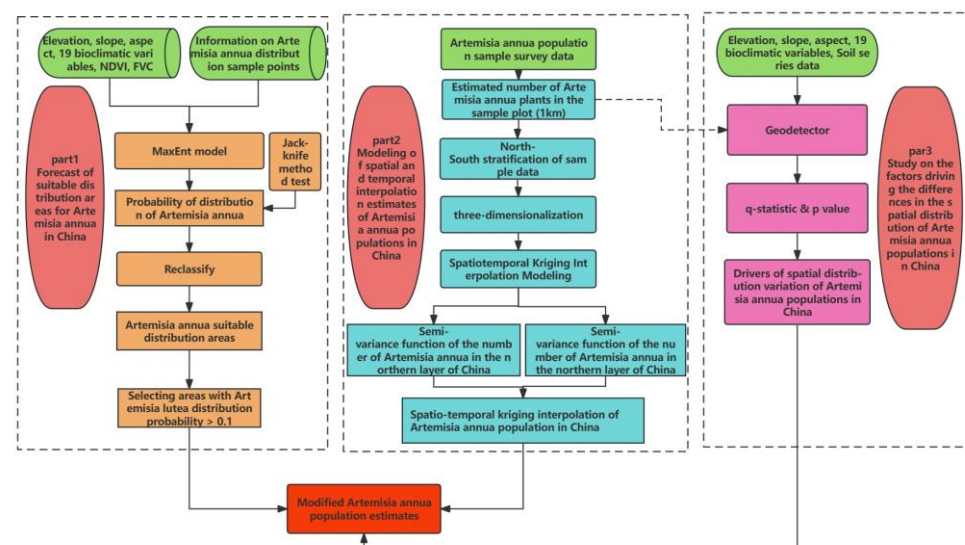 Elevation, slope, aspe
ct, 19 bioclimatic vari
ables, NDVI, FVC
Information on Arte
misia annua distribut
ion sample points
part1
Forecast of
suitable dis
tribution ar
eas for Arte
misia annua
in China
MaxEnt model
Jack-
knife
metho
d test
Probability of distributio
n of Artemisia annua
Reclassify
Artemisia annua suitable
distribution areas
Selecting areas with Art
emisia lutea distribution
probability > 0.1
Artemisia annua populatio
n sample survey data
Estimated number of Arte
misia annua plants in the
sample plot (1km)
part2
Modeling o
f spatial and
d temporal
interpolatio
n estimates
of Artemisi
a annua po
pulations in
China
North-
South stratification of sam
ple data
three-dimensionalization
Spatiotemporal Kriging Int
erpolation Modeling
Semi-
variance function of the numb
er of Artemisia annua in the n
orthern layer of China
Semi-
variance function of the nu
mber of Artemisia annua in
the northern layer of China
Spatio-temporal kriging interpolation of
Artemisia annua population in China
Elevation, slope, aspect, 19
bioclimatic variables, Soil se
ries data
Geodetector
par3
Study on the
factors drivin
g the differen
ces in the s
patial distrib
ution of Arte
misia annua
populations i
n China
q-statistic & p value
Drivers of spatial distrib
ution variation of Artemi
sia annua populations in
China
Modified Artemisia annua
population estimates